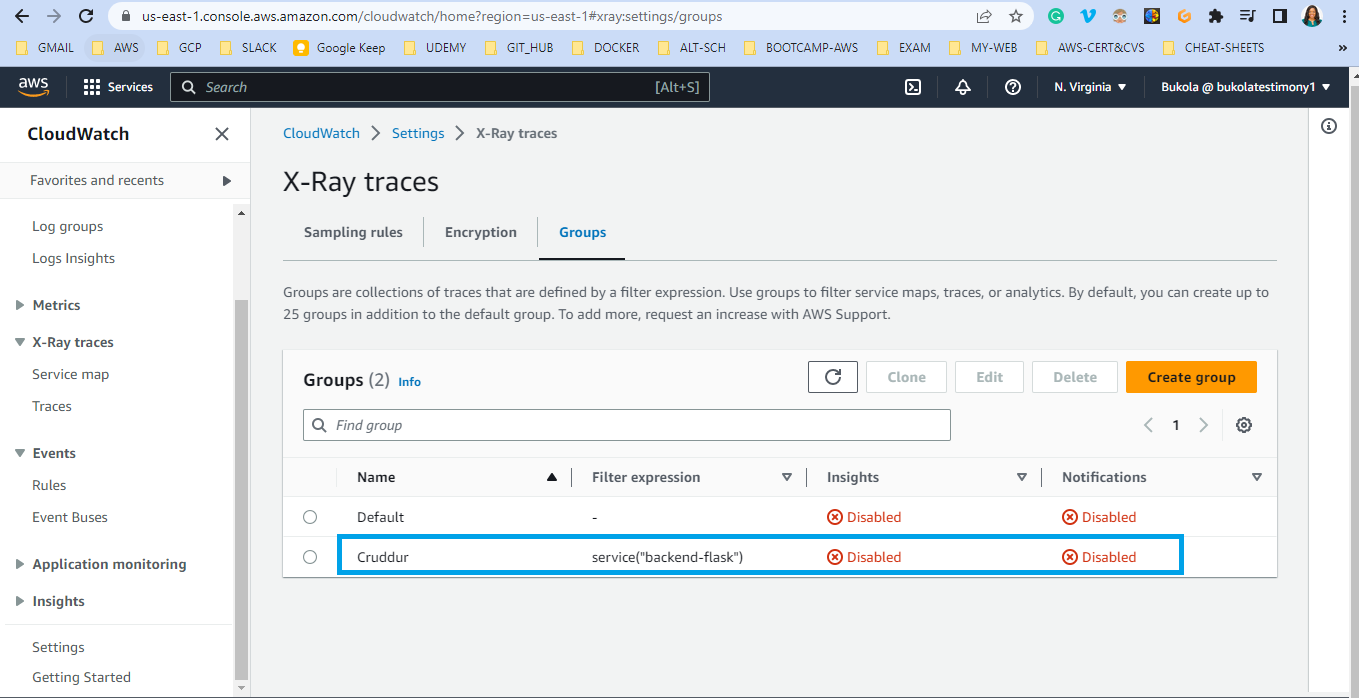 us-east-1.console.aws.amazon.com/cloudwatch/home?region=us-east-1#xray:settings/groups
GMAIL AWS GCP SLACK Google Keep UDEMY GIT_HUB DOCKER ALT-SCH BOOTCAMP-AWS EXAM MY-WEB AWS-CERT&CVS CHEAT-SHEETS »
aws Services Search [Alt+S] N. Virginia Bukola @ bukolatestimony1
CloudWatch
Favorites and recents
Log groups
Logs Insights
Metrics
X-Ray traces
Service map
Traces
Events
Rules
Event Buses
Application monitoring
Insights
Settings
Getting Started
CloudWatch Settings X-Ray traces
X-Ray traces
Sampling rules Encryption Groups
Groups are collections of traces that are defined by a filter expression. Use groups to filter service maps, traces, or analytics. By default, you can create up to
25 groups in addition to the default group. To add more, request an increase with AWS Support.
Groups (2) Info Clone Edit Delete Create group
Find group 1
Name Filter expression Insights Notifications
Default - Disabled Disabled
Cruddur service("backend-flask") Disabled Disabled